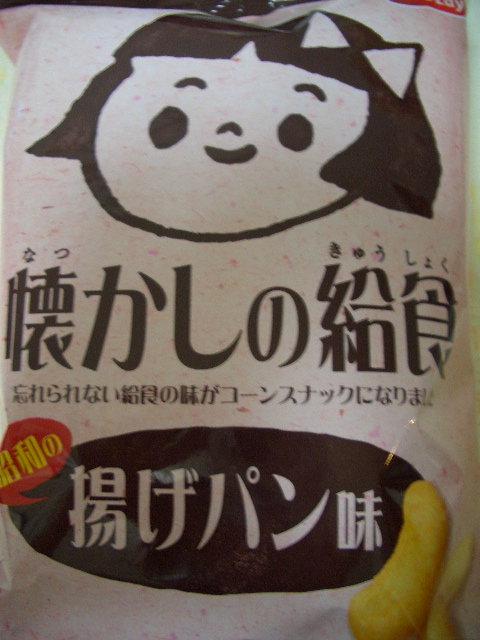 なつ きゅう しょく
懐かしの給食
忘れられない給食の味がコーンスナックになりまし
昭和の
揚げパン味